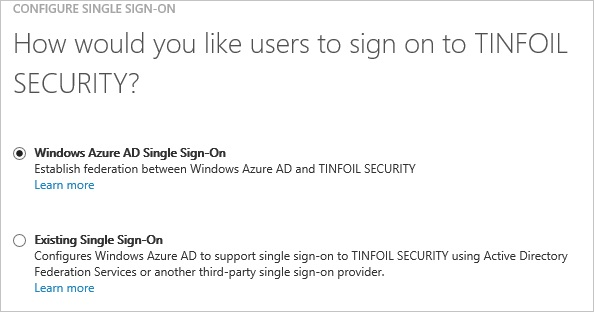 CONFIGURE SINGLE SIGN-ON
How would you like users to sign on to TINFOIL
SECURITY?
Windows Azure AD Single Sign-On
Establish federation between Windows Azure AD and TINFOIL SECURITY
Learn more
Existing Single Sign-On
Configures Windows Azure AD to support single sign-on to TINFOIL SECURITY using Active Directory
Federation Services or another third-party single sign-on provider.
Learn more